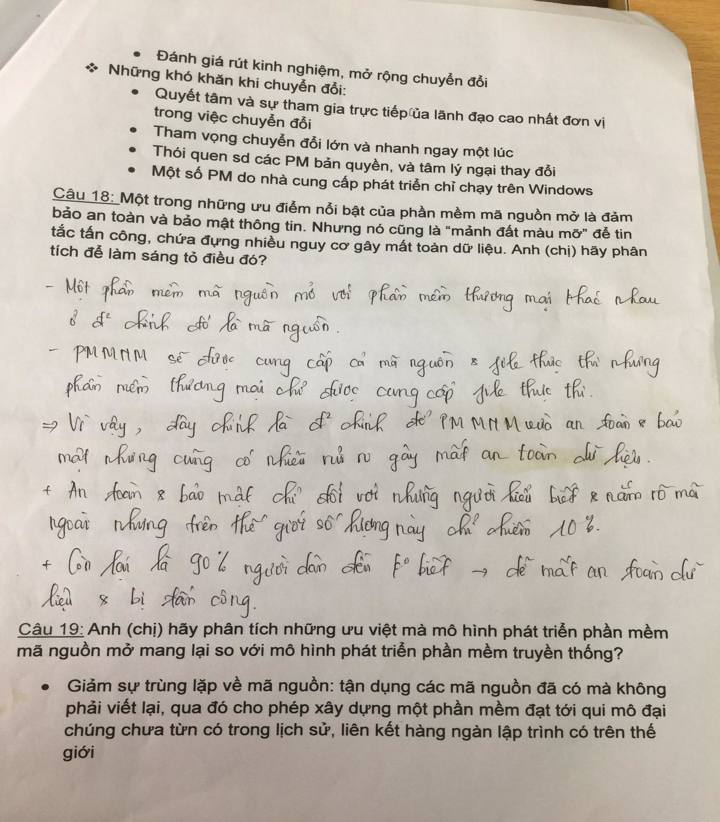 • Đánh giá rút kinh nghiệm, mở rộng chuyển đổi
❖ Những khó khăn khi chuyển đổi:
• Quyết tâm và sự tham gia trực tiếp của lãnh đạo cao nhất đơn vị
trong việc chuyển đổi
• Tham vọng chuyển đổi lớn và nhanh ngay một lúc
• Thói quen sd các PM bản quyền, và tâm lý ngại thay đổi
• Một số PM do nhà cung cấp phát triển chỉ chạy trên Windows
Câu 18: Một trong những ưu điểm nổi bật của phần mềm mã nguồn mở là đảm
bảo an toàn và bảo mật thông tin. Nhưng nó cũng là "mảnh đất màu mỡ" để tin
tắc tấn công, chứa đựng nhiều nguy cơ gây mất toàn dữ liệu. Anh (chị) hãy phân
tích để làm sáng tỏ điều đó?
- Một phần mềm mã nguồn mở với phần mềm thương mại khác nhau
ở đ² chính đó là mã nguồn.
- PMMNM sẽ được cung cấp cả mã nguồn & file thực thi nhưng
phần mềm thương mại chỉ được cung cấp file thực thi.
⇒ Vì vậy, đây chính là đ² chính để PMMNM vừa an toàn & bảo
mật nhưng cũng có nhiều rủi ro gây mất an toàn dữ liệu.
+ An toàn & bảo mật chỉ đối với những người hiểu biết & nắm rõ mã
ngoài nhưng trên thế giới số lượng này chỉ chiếm 10%.
+ Còn lại là 90% người dân đều k° biết → dễ mất an toàn dữ
liệu & bị tấn công.
Câu 19: Anh (chị) hãy phân tích những ưu việt mà mô hình phát triển phần mềm
mã nguồn mở mang lại so với mô hình phát triển phần mềm truyền thống?
• Giảm sự trùng lặp về mã nguồn: tận dụng các mã nguồn đã có mà không
phải viết lại, qua đó cho phép xây dựng một phần mềm đạt tới qui mô đại
chúng chưa từn có trong lịch sử, liên kết hàng ngàn lập trình có trên thế
giới